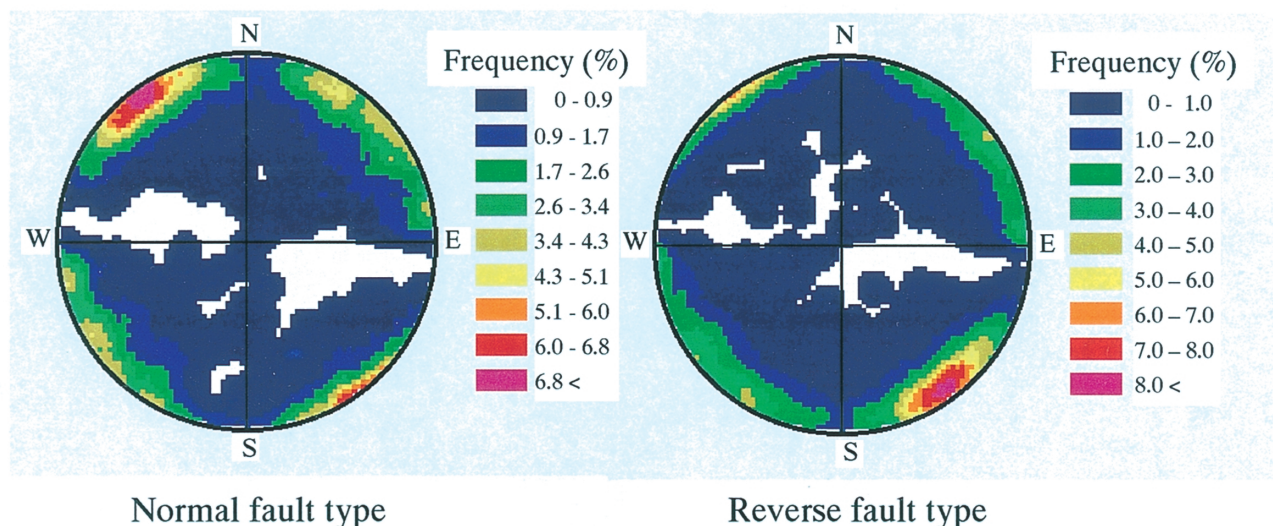 N
W
E
S
Frequency (%)
0 - 0.9
0.9 - 1.7
1.7 - 2.6
2.6 - 3.4
3.4 - 4.3
4.3 - 5.1
5.1 - 6.0
6.0 - 6.8
6.8 <
Normal fault type
N
W
E
S
Frequency (%)
0 - 1.0
1.0 – 2.0
2.0 – 3.0
3.0 – 4.0
4.0 – 5.0
5.0 – 6.0
6.0 – 7.0
7.0 – 8.0
8.0 <
Reverse fault type